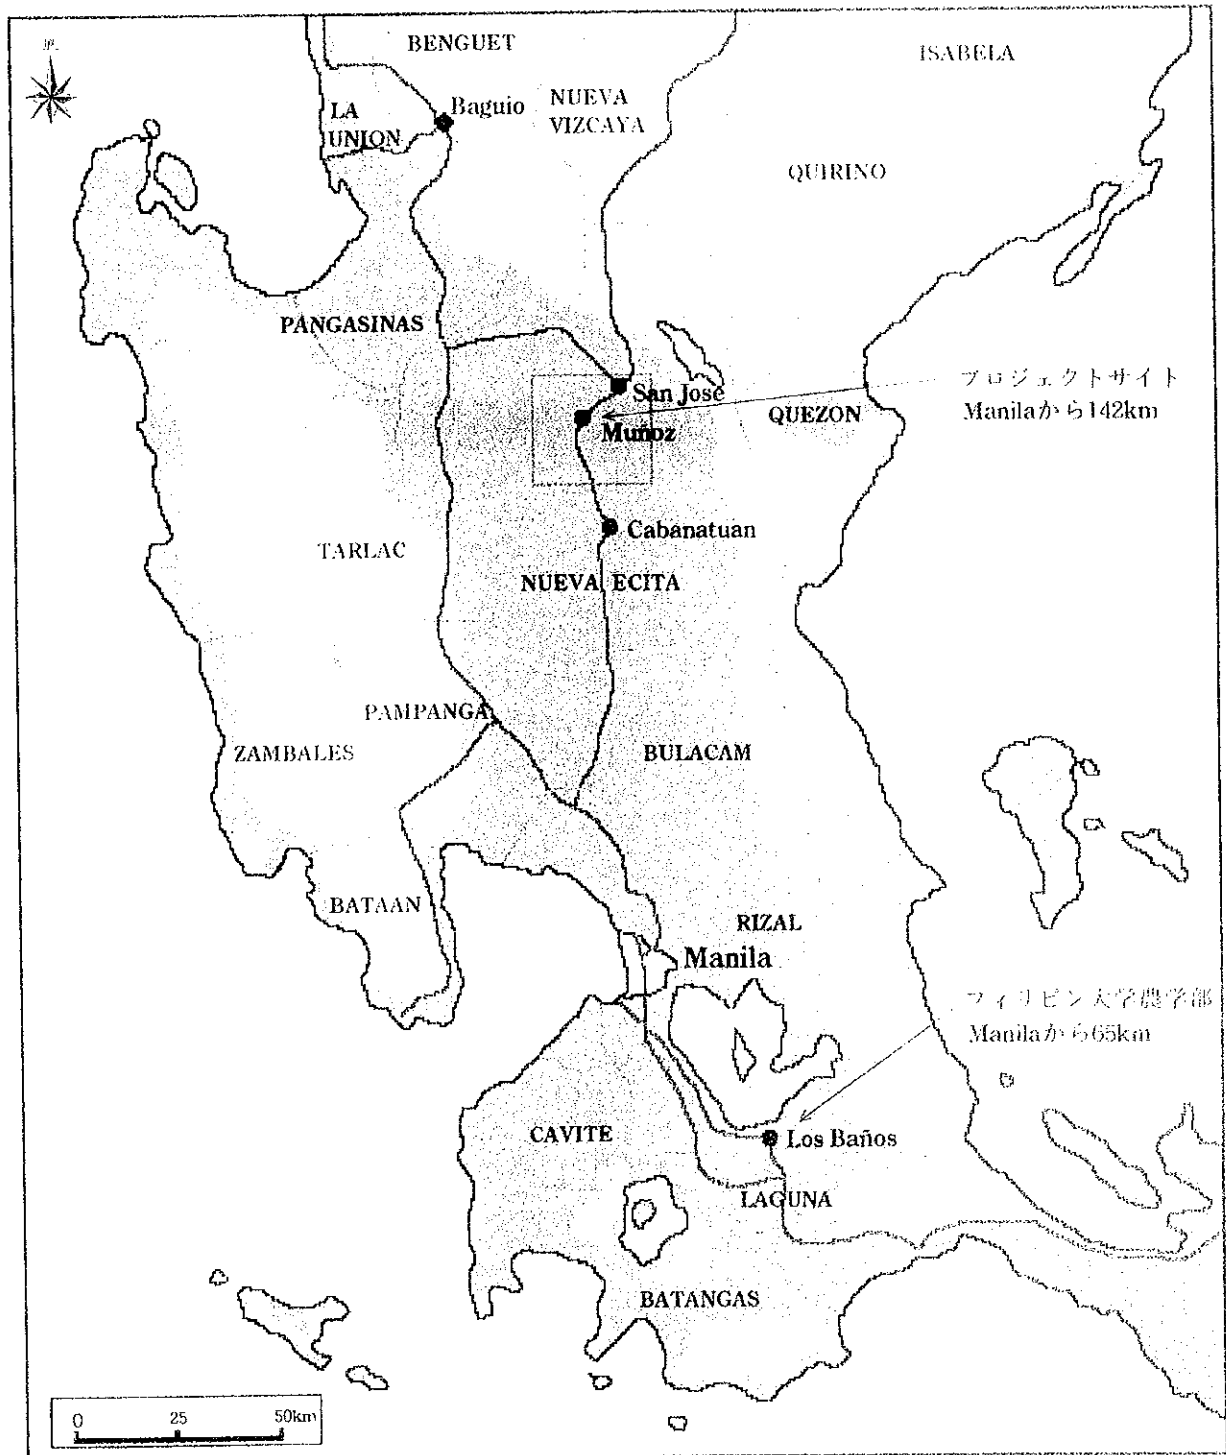 BENGUET
ISABELA
Baguio
NUEVA
VIZCAYA
LA
UNION
QUIRINO
PANGASINAS
San José
プロジェクトサイト
Manilaから142km
QUEZON
Muñoz
Cabanatuan
TARLAC
NUEVA ECITA
PAMPANGA
ZAMBALES
BULACAM
BATAAN
RIZAL
Manila
フィリピン大学農学部
Manilaから65km
CAVITE
Los Baños
LAGUNA
BATANGAS
0 25 50km